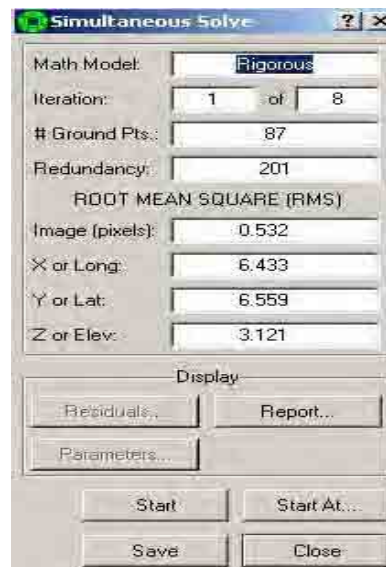 Simultaneous Solve
Math Model: Rigorous
Iteration: 1 of 8
# Ground Pts.: 87
Redundancy: 201
ROOT MEAN SQUARE (RMS)
Image (pixels): 0.532
X or Long: 6.433
Y or Lat: 6.559
Z or Elev: 3.121
Display
Residuals... Report...
Parameters...
Start Start At...
Save Close